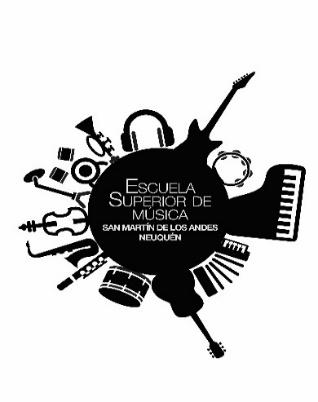 ESCUELA
SUPERIOR DE
MÚSICA
SAN MARTÍN DE LOS ANDES
NEUQUÉN